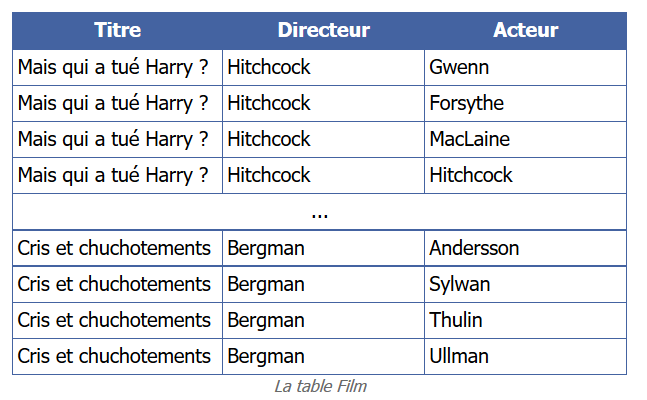 Titre Directeur Acteur
Mais qui a tué Harry ? Hitchcock Gwenn
Mais qui a tué Harry ? Hitchcock Forsythe
Mais qui a tué Harry ? Hitchcock MacLaine
Mais qui a tué Harry ? Hitchcock Hitchcock
...
Cris et chuchotements Bergman Andersson
Cris et chuchotements Bergman Sylwan
Cris et chuchotements Bergman Thulin
Cris et chuchotements Bergman Ullman
La table Film